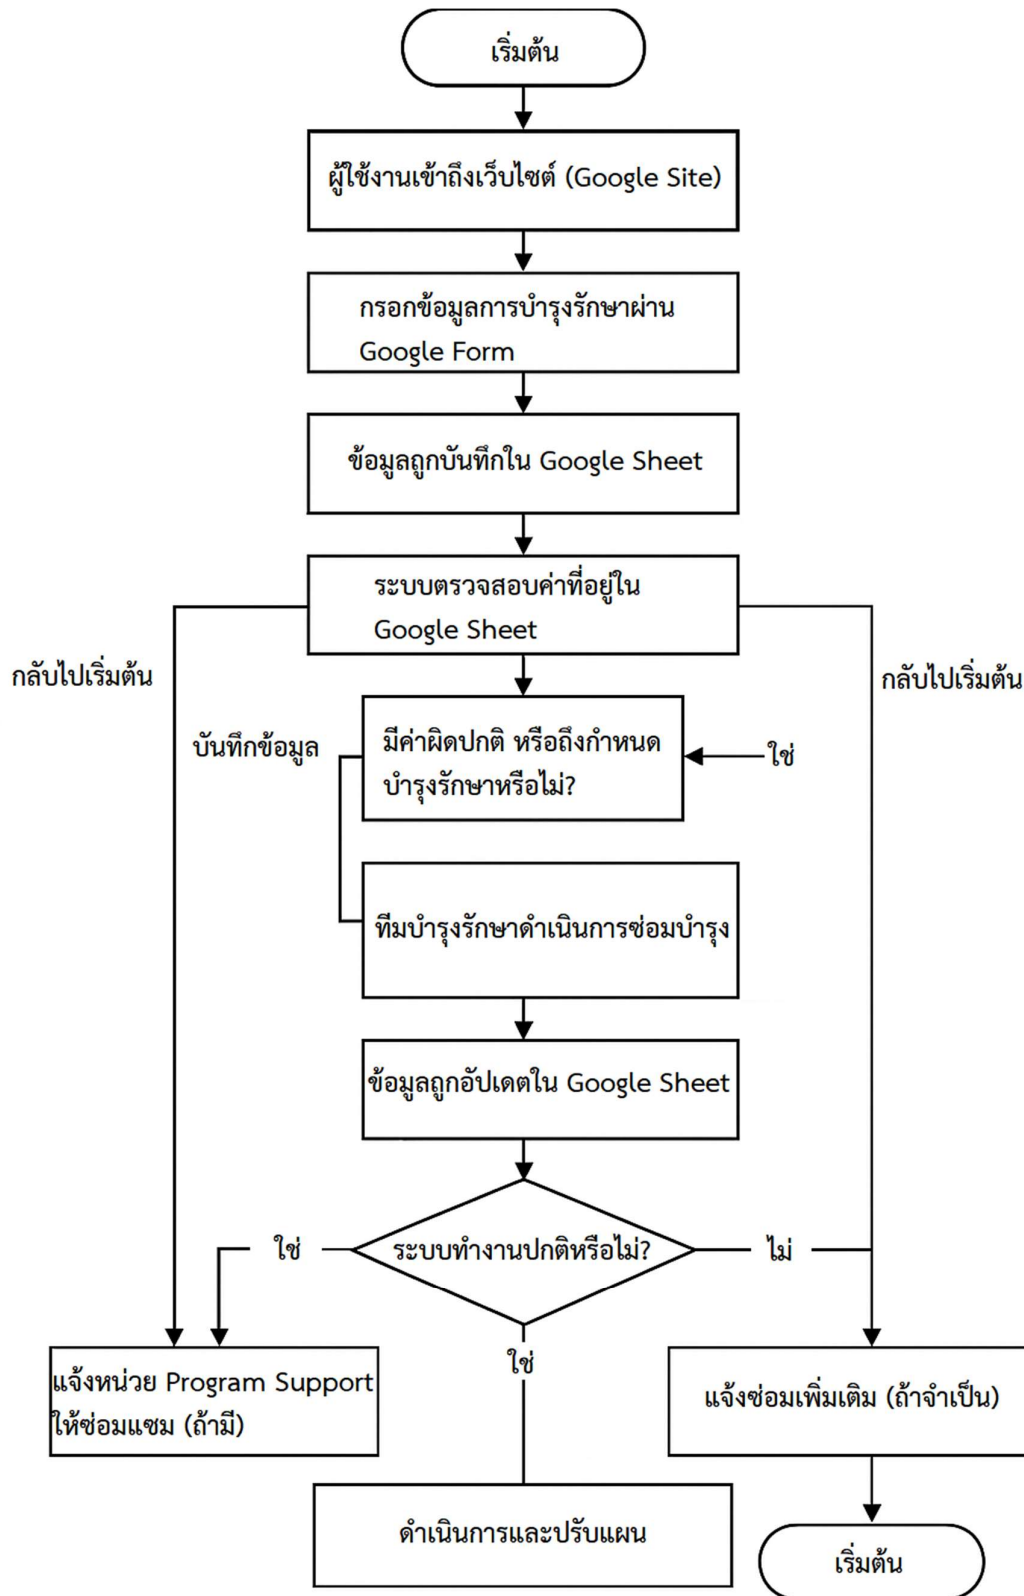 เริ่มต้น
ผู้ใช้งานเข้าถึงเว็บไซต์ (Google Site)
กรอกข้อมูลการบำรุงรักษาผ่าน
Google Form
ข้อมูลถูกบันทึกใน Google Sheet
ระบบตรวจสอบค่าที่อยู่ใน
Google Sheet
กลับไปเริ่มต้น
กลับไปเริ่มต้น
บันทึกข้อมูล
มีค่าผิดปกติ หรือถึงกำหนด
บำรุงรักษาหรือไม่?
ใช่
ทีมบำรุงรักษาดำเนินการซ่อมบำรุง
ข้อมูลถูกอัปเดตใน Google Sheet
ใช่
ระบบทำงานปกติหรือไม่?
ไม่
ใช่
แจ้งหน่วย Program Support
ให้ซ่อมแซม (ถ้ามี)
แจ้งซ่อมเพิ่มเติม (ถ้าจำเป็น)
ดำเนินการและปรับแผน
เริ่มต้น